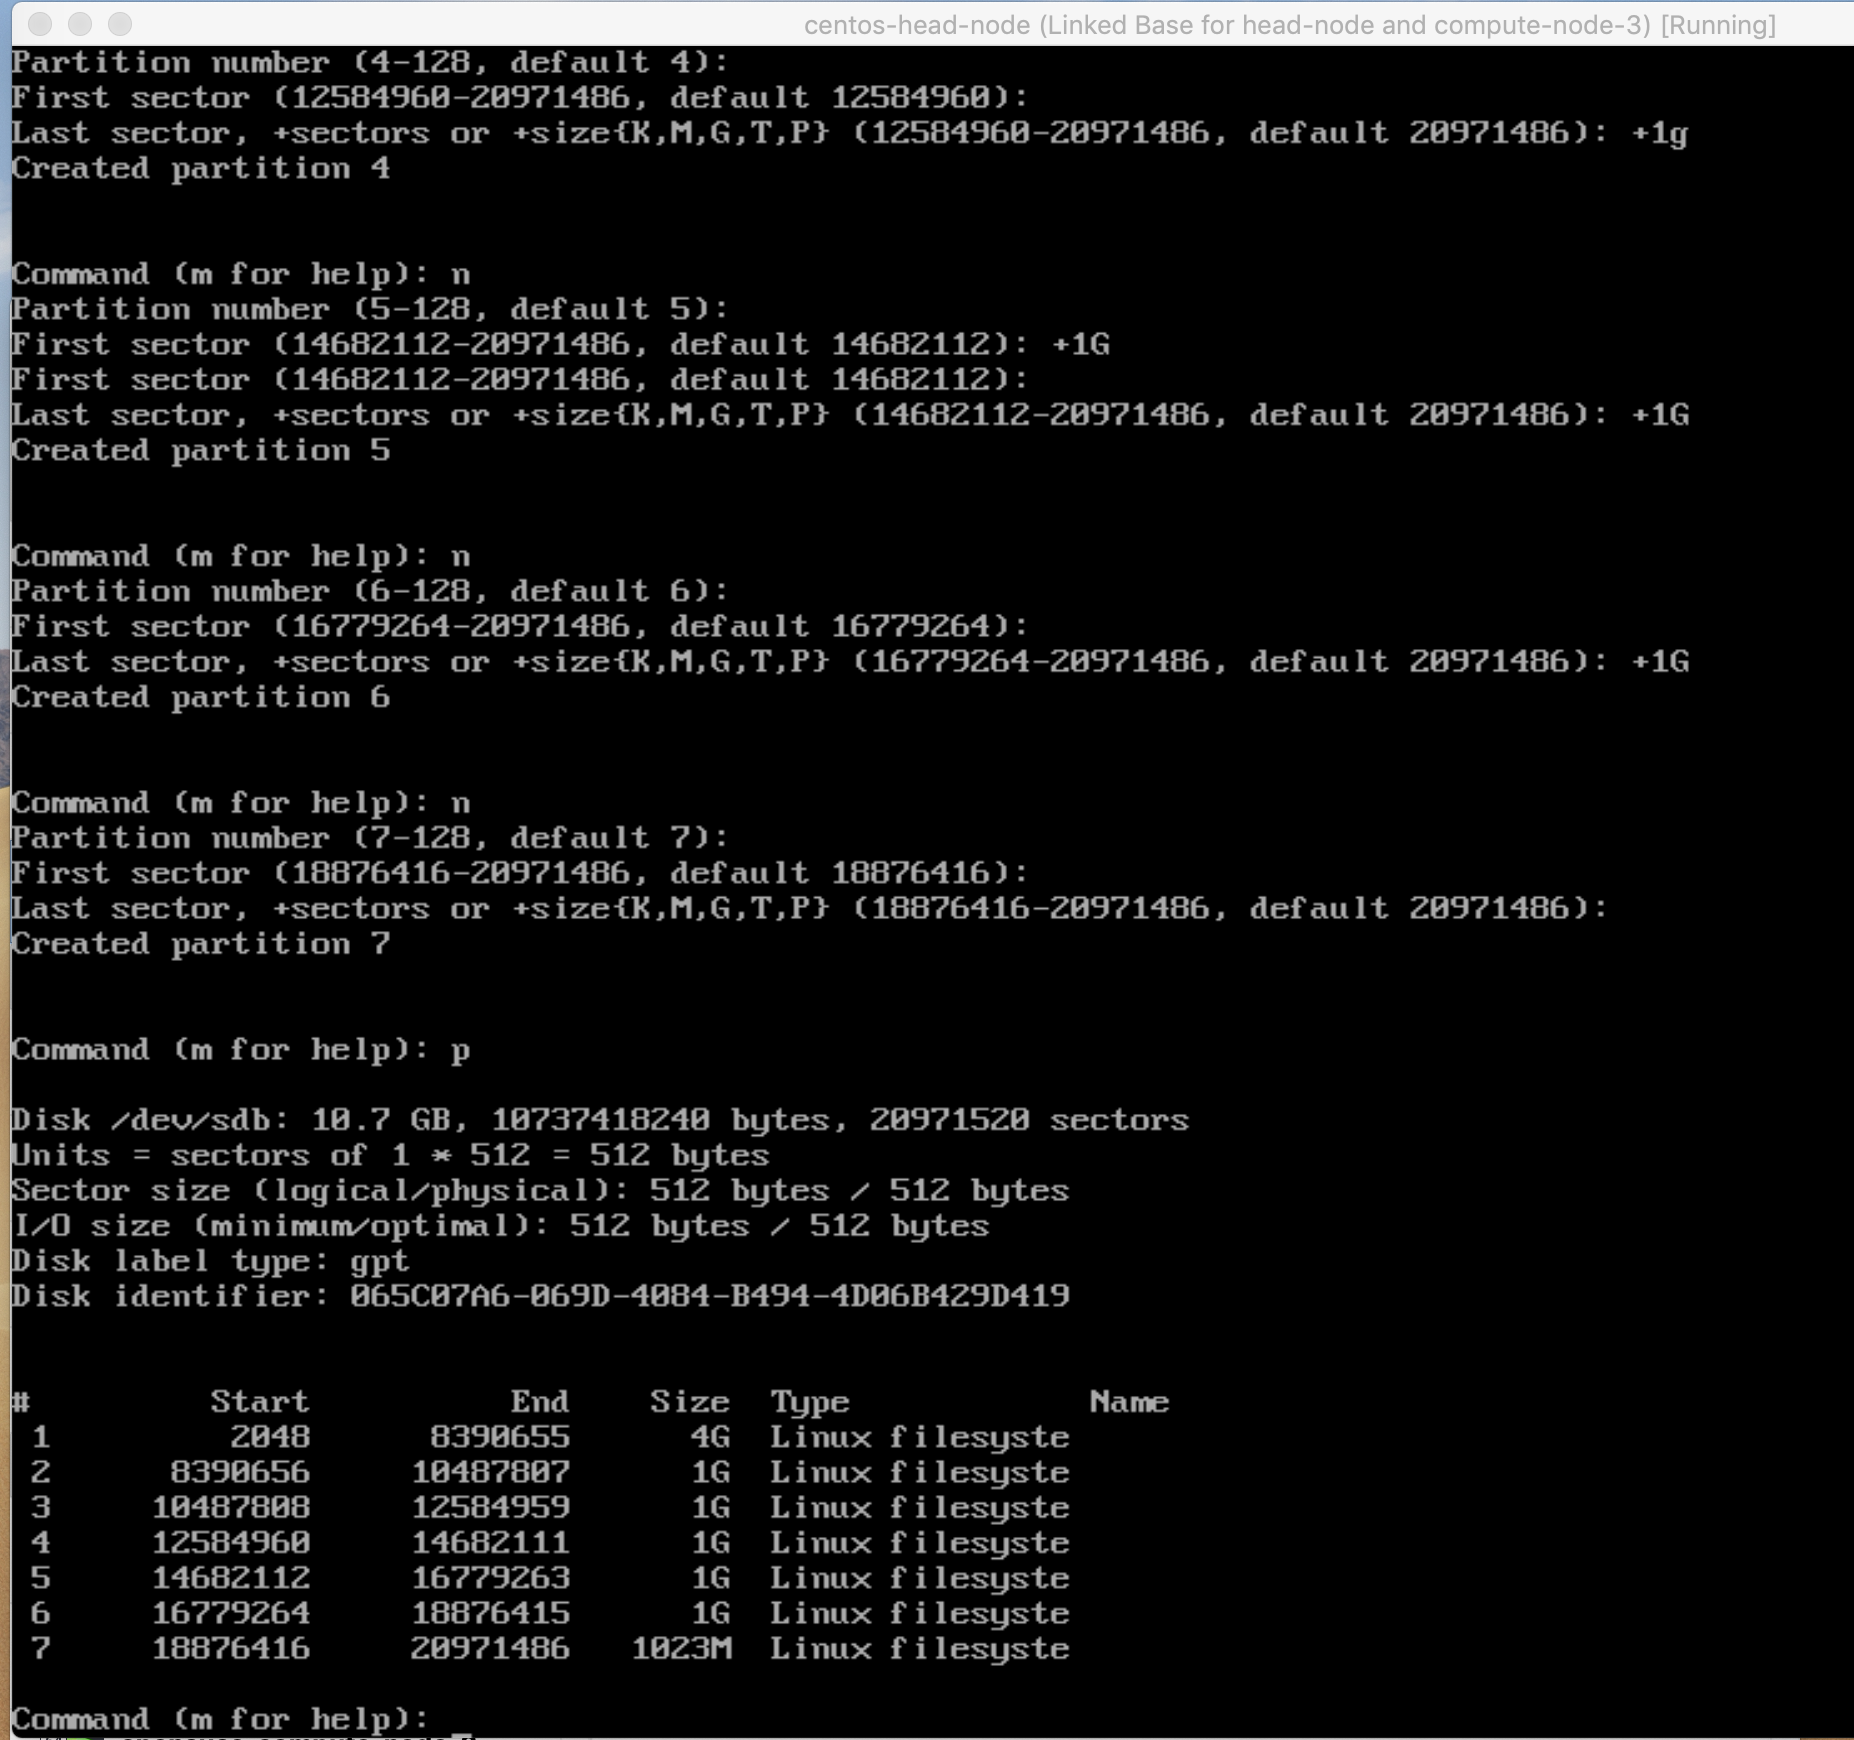 centos-head-node (Linked Base for head-node and compute-node-3) [Running]
Partition number (4-128, default 4):
First sector (12584960-20971486, default 12584960):
Last sector, +sectors or +size{K,M,G,T,P} (12584960-20971486, default 20971486): +1g
Created partition 4
Command (m for help): n
Partition number (5-128, default 5):
First sector (14682112-20971486, default 14682112): +1G
First sector (14682112-20971486, default 14682112):
Last sector, +sectors or +size{K,M,G,T,P} (14682112-20971486, default 20971486): +1G
Created partition 5
Command (m for help): n
Partition number (6-128, default 6):
First sector (16779264-20971486, default 16779264):
Last sector, +sectors or +size{K,M,G,T,P} (16779264-20971486, default 20971486): +1G
Created partition 6
Command (m for help): n
Partition number (7-128, default 7):
First sector (18876416-20971486, default 18876416):
Last sector, +sectors or +size{K,M,G,T,P} (18876416-20971486, default 20971486):
Created partition 7
Command (m for help): p
Disk /dev/sdb: 10.7 GB, 10737418240 bytes, 20971520 sectors
Units = sectors of 1 * 512 = 512 bytes
Sector size (logical/physical): 512 bytes / 512 bytes
I/O size (minimum/optimal): 512 bytes / 512 bytes
Disk label type: gpt
Disk identifier: 065C07A6-069D-4084-B494-4D06B429D419
# Start End Size Type Name
1 2048 8390655 4G Linux filesyste
2 8390656 10487807 1G Linux filesyste
3 10487808 12584959 1G Linux filesyste
4 12584960 14682111 1G Linux filesyste
5 14682112 16779263 1G Linux filesyste
6 16779264 18876415 1G Linux filesyste
7 18876416 20971486 1023M Linux filesyste
Command (m for help):